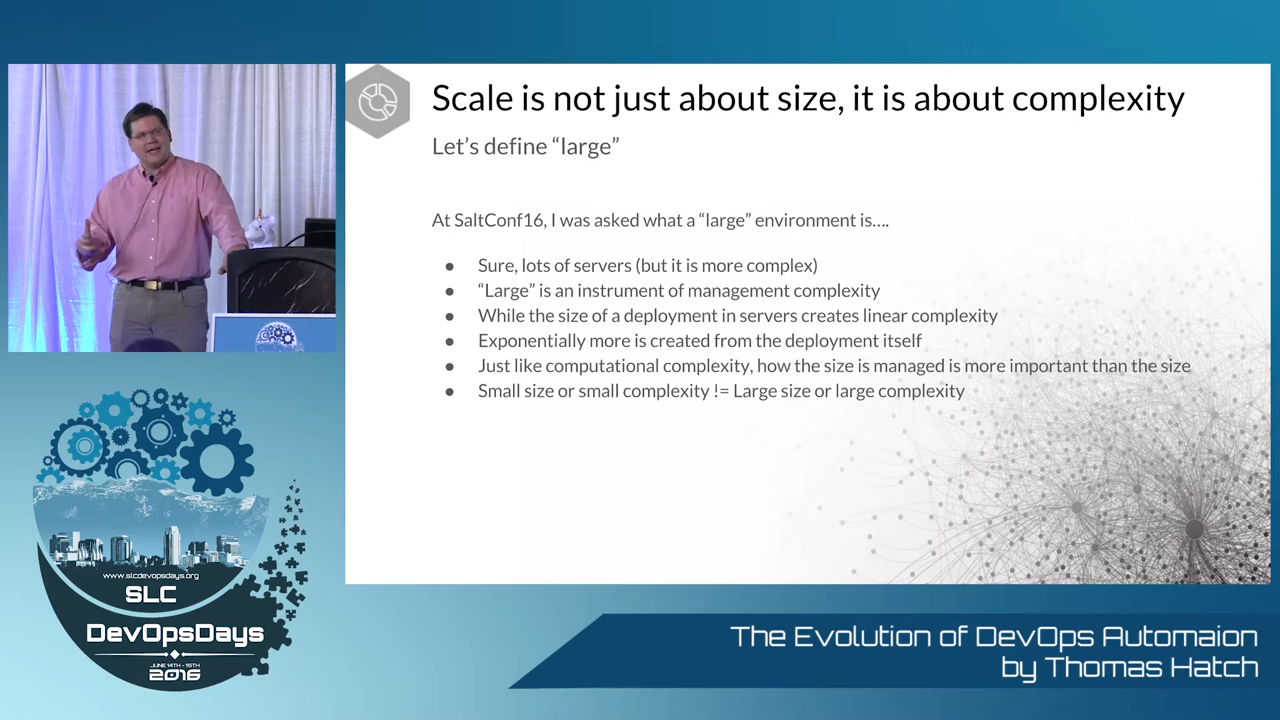 Scale is not just about size, it is about complexity
Let's define “large”
At SaltConf16, I was asked what a “large” environment is....
● Sure, lots of servers (but it is more complex)
● “Large” is an instrument of management complexity
● While the size of a deployment in servers creates linear complexity
● Exponentially more is created from the deployment itself
● Just like computational complexity, how the size is managed is more important than the size
● Small size or small complexity != Large size or large complexity
www.slcdevopsdays.org
SLC
DevOpsDays
JUNE 14TH - 15TH
2016
The Evolution of DevOps Automaion
by Thomas Hatch